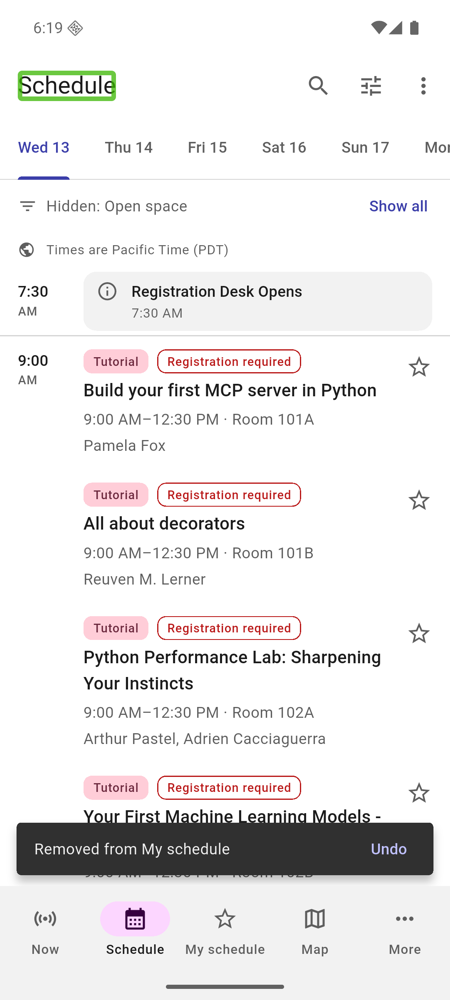 6:19
Schedule
Wed 13
Thu 14
Fri 15
Sat 16
Sun 17
Hidden: Open space
Show all
Times are Pacific Time (PDT)
7:30
AM
Registration Desk Opens
7:30 AM
9:00
AM
Tutorial
Registration required
Build your first MCP server in Python
9:00 AM–12:30 PM · Room 101A
Pamela Fox
Tutorial
Registration required
All about decorators
9:00 AM–12:30 PM · Room 101B
Reuven M. Lerner
Tutorial
Registration required
Python Performance Lab: Sharpening
Your Instincts
9:00 AM–12:30 PM · Room 102A
Arthur Pastel, Adrien Cacciaguerra
Tutorial
Registration required
Your First Machine Learning Models -
Removed from My schedule
Undo
Now
Schedule
My schedule
Map
More